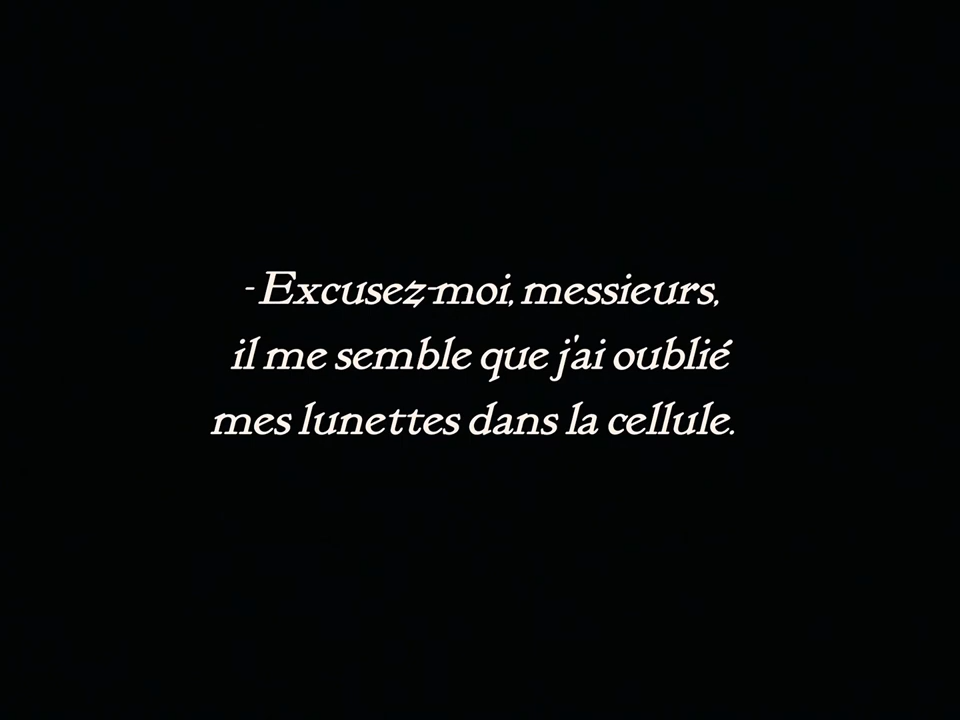 - Excusez-moi, messieurs,
il me semble que j'ai oublié
mes lunettes dans la cellule.